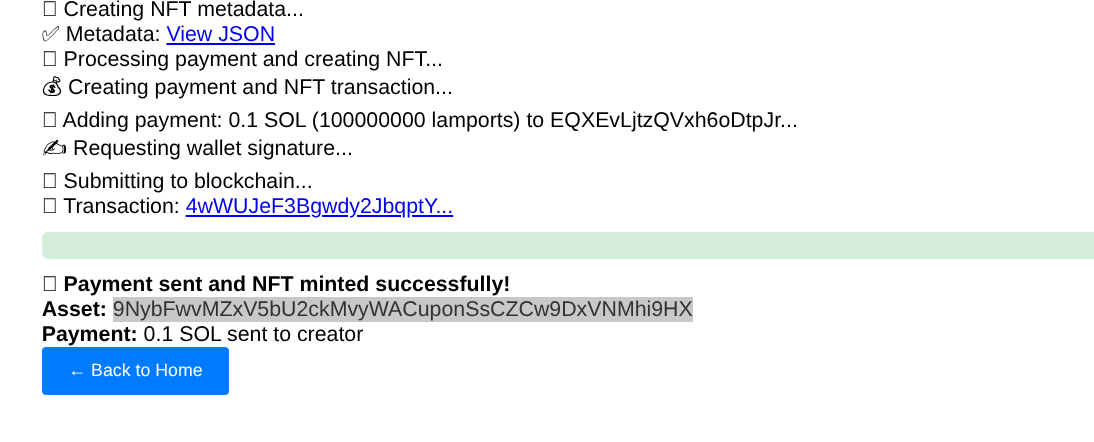 Creating NFT metadata...
✅ Metadata: View JSON
Processing payment and creating NFT...
💰 Creating payment and NFT transaction...
Adding payment: 0.1 SOL (100000000 lamports) to EQXEvLjtzQVxh6oDtpJr...
✍ Requesting wallet signature...
Submitting to blockchain...
Transaction: 4wWUJeF3Bgwdy2JbqptY...
Payment sent and NFT minted successfully!
Asset: 9NybFwvMZxV5bU2ckMvyWACuponSsCZCw9DxVNMhi9HX
Payment: 0.1 SOL sent to creator
← Back to Home